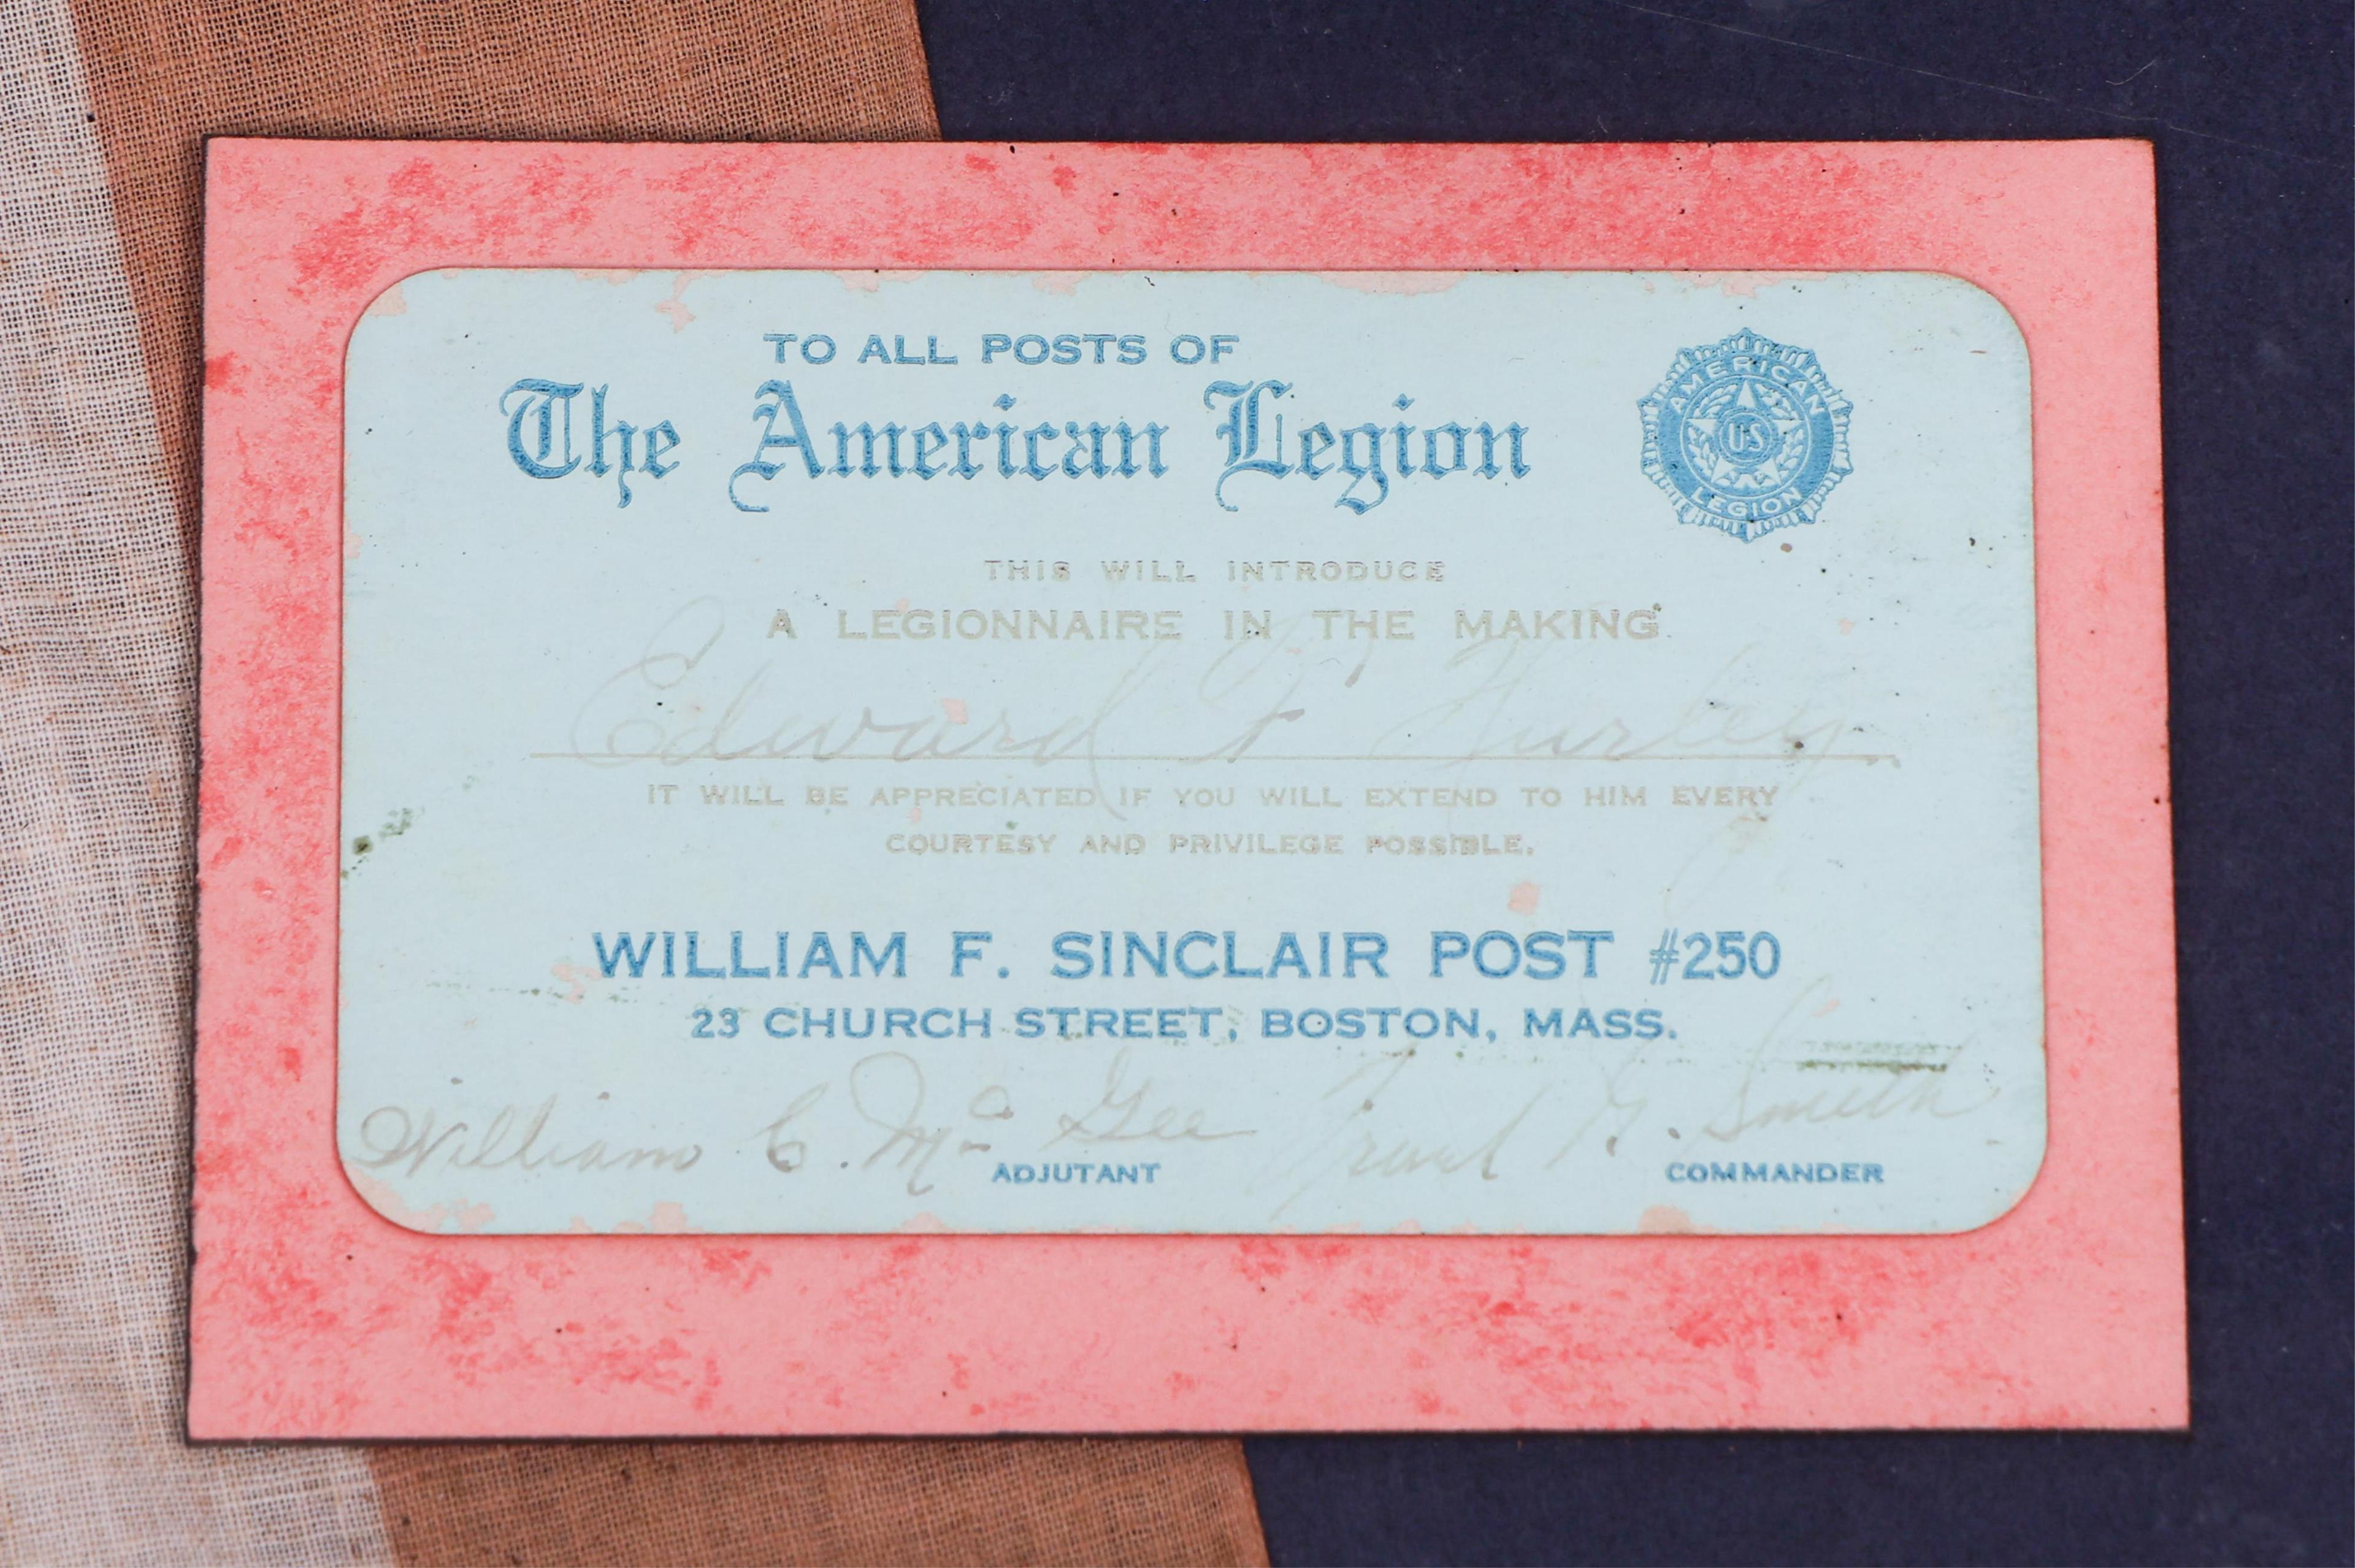 TO ALL POSTS OF
The American Legion
AMERICAN
U.S
LEGION
THIS WILL INTRODUCE
A LEGIONNAIRE IN THE MAKING
Edward F Hurley
IT WILL BE APPRECIATED IF YOU WILL EXTEND TO HIM EVERY
COURTESY AND PRIVILEGE POSSIBLE.
WILLIAM F. SINCLAIR POST #250
23 CHURCH STREET, BOSTON, MASS.
William C. Mc Gee G. Smith
ADJUTANT COMMANDER